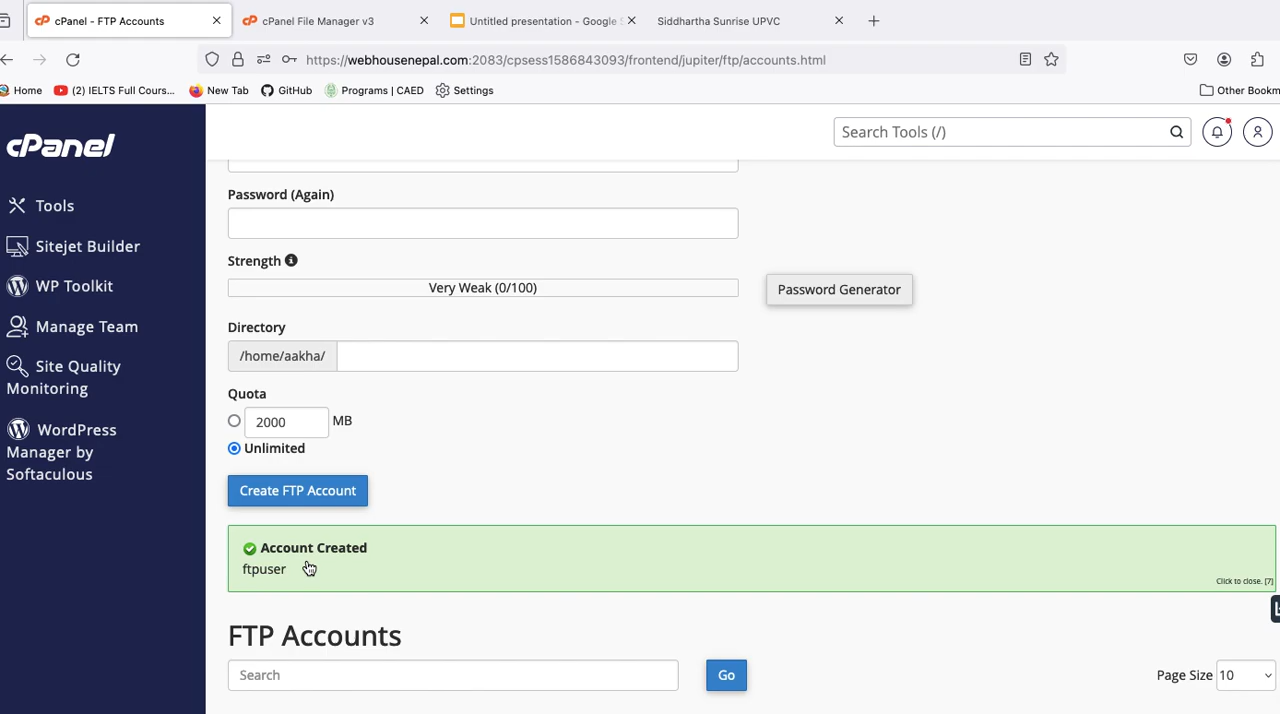 cPanel - FTP Accounts
cPanel File Manager v3
Untitled presentation - Google S
Siddhartha Sunrise UPVC
https://webhousenepal.com:2083/cpsess1586843093/frontend/jupiter/ftp/accounts.html
Home
(2) IELTS Full Cours...
New Tab
GitHub
Programs | CAED
Settings
Other Bookm
cPanel
Search Tools (/)
Tools
Sitejet Builder
WP Toolkit
Manage Team
Site Quality
Monitoring
WordPress
Manager by
Softaculous
Password (Again)
Strength
Very Weak (0/100)
Password Generator
Directory
/home/aakha/
Quota
2000 MB
Unlimited
Create FTP Account
Account Created
ftpuser
Click to close. [7]
FTP Accounts
Search
Go
Page Size 10